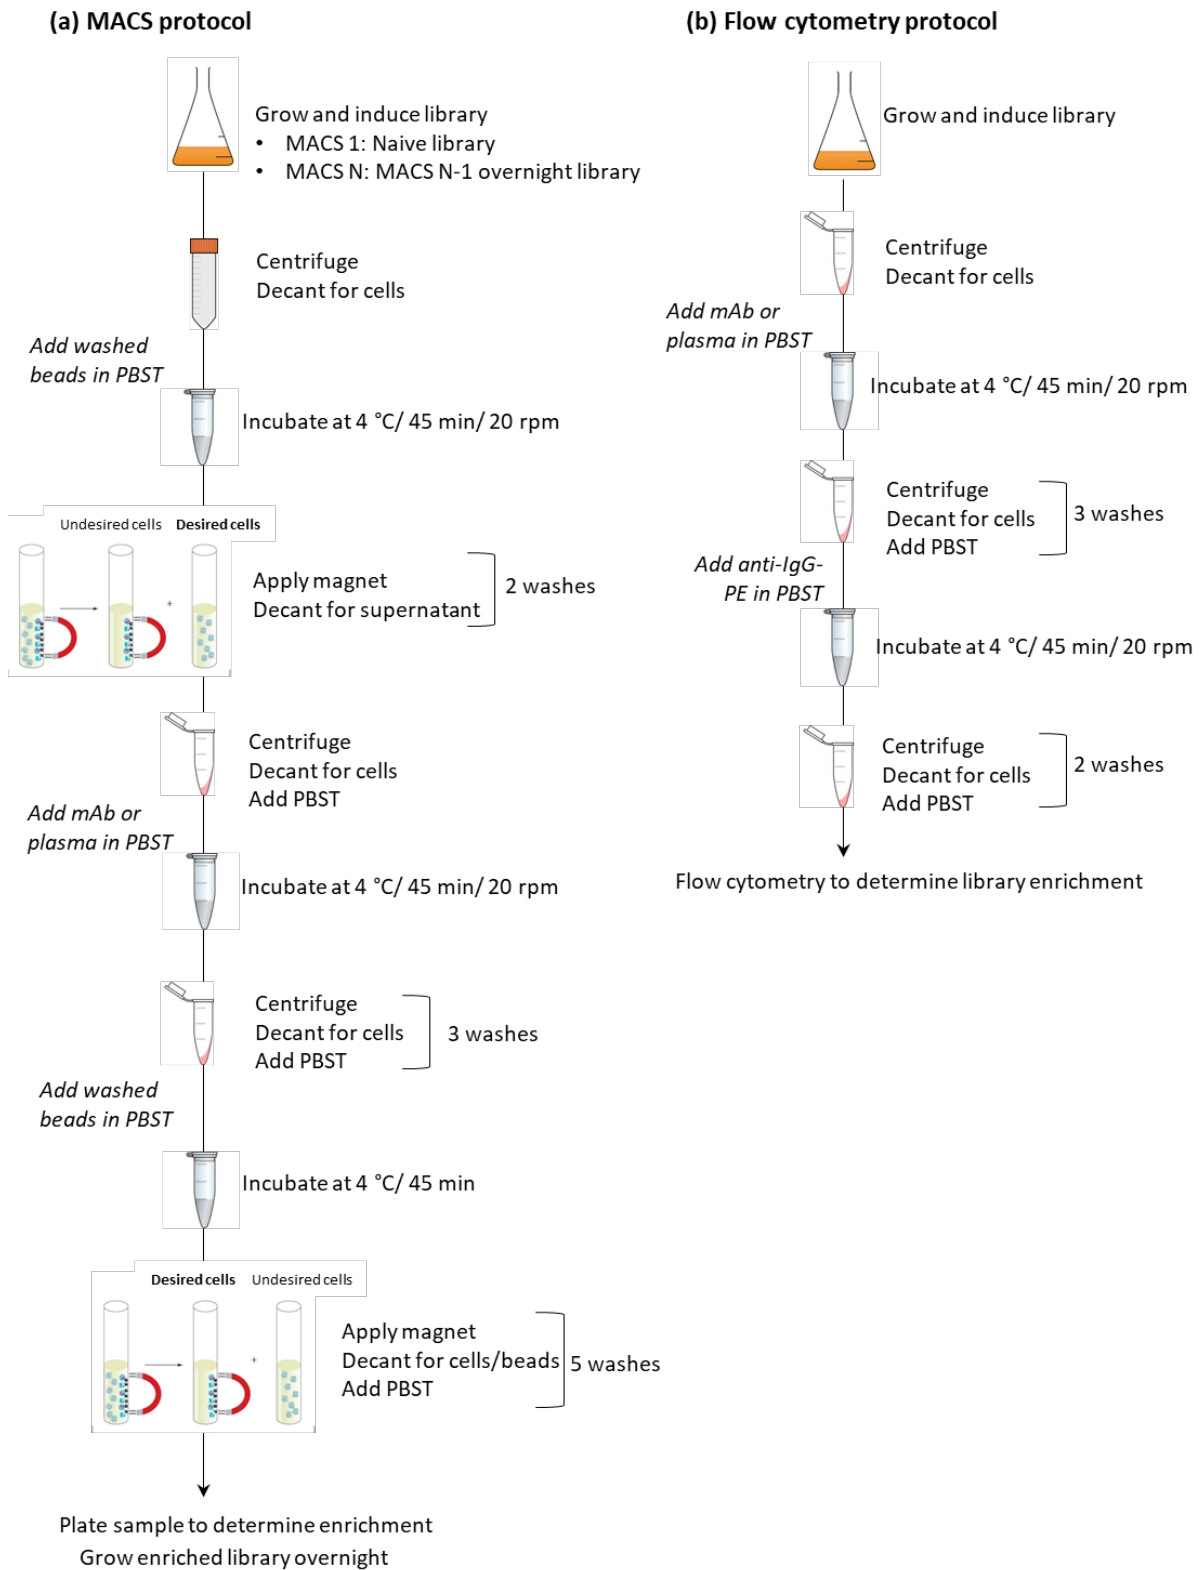 (a) MACS protocol
Grow and induce library
• MACS 1: Naive library
• MACS N: MACS N-1 overnight library
Centrifuge
Decant for cells
Add washed
beads in PBST
Incubate at 4 °C/ 45 min/ 20 rpm
Undesired cells Desired cells
+
Apply magnet
Decant for supernatant
2 washes
Centrifuge
Decant for cells
Add PBST
Add mAb or
plasma in PBST
Incubate at 4 °C/ 45 min/ 20 rpm
Centrifuge
Decant for cells
Add PBST
3 washes
Add washed
beads in PBST
Incubate at 4 °C/ 45 min
Desired cells Undesired cells
+
Apply magnet
Decant for cells/beads
Add PBST
5 washes
Plate sample to determine enrichment
Grow enriched library overnight
(b) Flow cytometry protocol
Grow and induce library
Centrifuge
Decant for cells
Add mAb or
plasma in PBST
Incubate at 4 °C/ 45 min/ 20 rpm
Centrifuge
Decant for cells
Add PBST
3 washes
Add anti-IgG-
PE in PBST
Incubate at 4 °C/ 45 min/ 20 rpm
Centrifuge
Decant for cells
Add PBST
2 washes
Flow cytometry to determine library enrichment